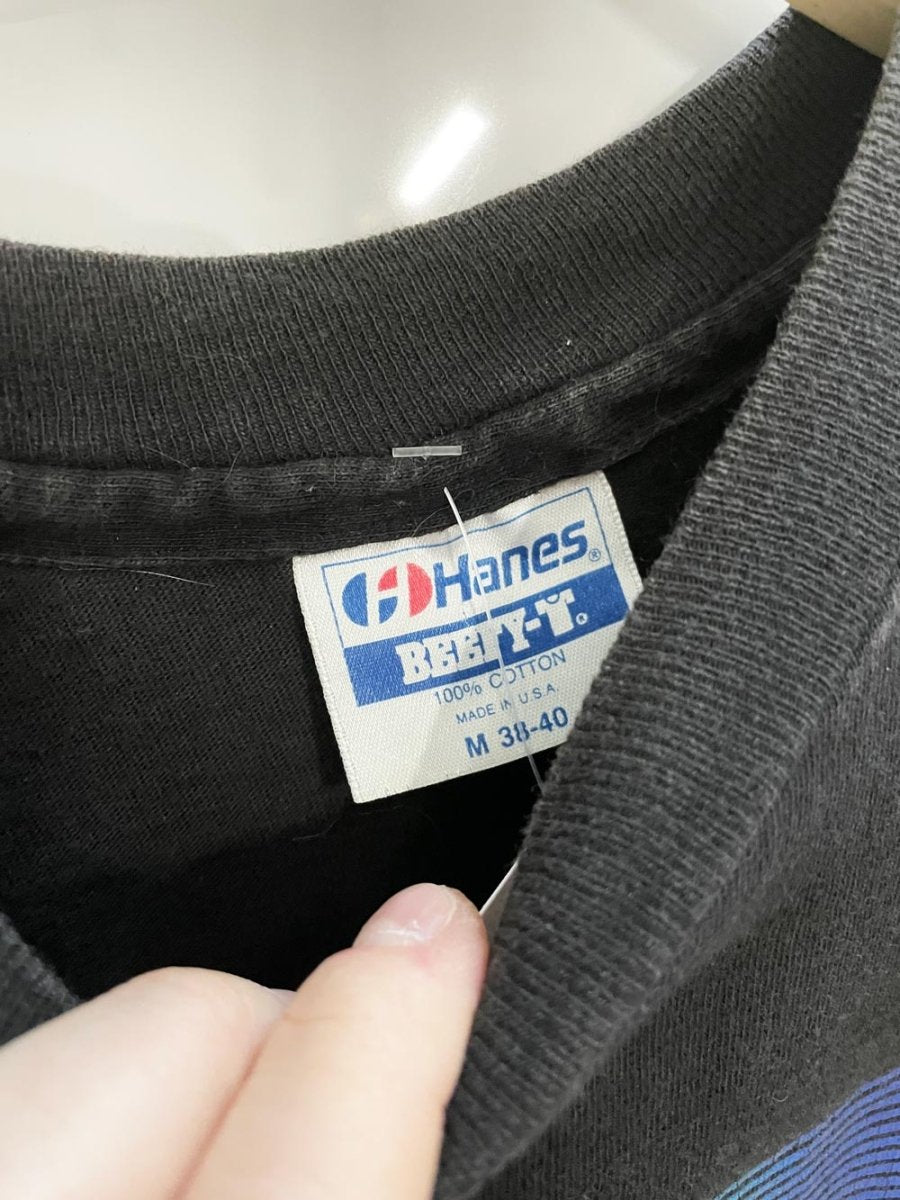 Hanes®
BEEFY-T®
100% COTTON
MADE IN U.S.A.
M 38-40